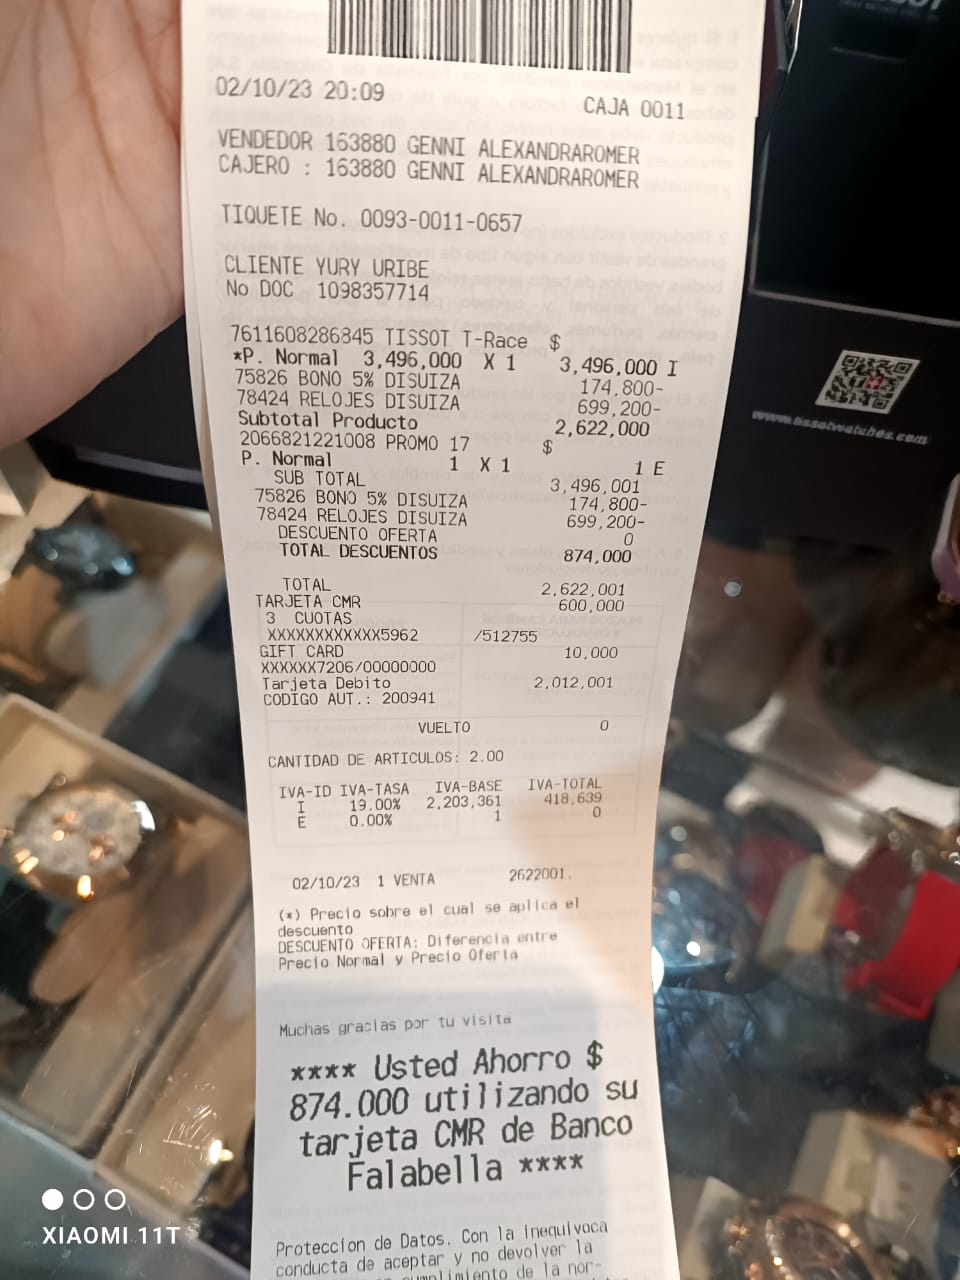 02/10/23 20:09 CAJA 0011
VENDEDOR 163880 GENNI ALEXANDRAROMER
CAJERO : 163880 GENNI ALEXANDRAROMER
TIQUETE No. 0093-0011-0657
CLIENTE YURY URIBE
No DOC 1098357714
7611608286845 TISSOT T-Race $
*P. Normal 3,496,000 X 1 3,496,000 I
75826 BONO 5% DISUIZA 174,800-
78424 RELOJES DISUIZA 699,200-
Subtotal Producto 2,622,000
2066821221008 PROMO 17 $
P. Normal 1 X 1 1 E
SUB TOTAL 3,496,001
75826 BONO 5% DISUIZA 174,800-
78424 RELOJES DISUIZA 699,200-
DESCUENTO OFERTA 0
TOTAL DESCUENTOS 874,000
TOTAL 2,622,001
TARJETA CMR 600,000
3 CUOTAS
XXXXXXXXXXXX5962 /512755
GIFT CARD 10,000
XXXXXX7206/00000000
Tarjeta Debito 2,012,001
CODIGO AUT.: 200941
VUELTO 0
CANTIDAD DE ARTICULOS: 2.00
IVA-ID IVA-TASA IVA-BASE IVA-TOTAL
I 19.00% 2,203,361 418,639
E 0.00% 1 0
02/10/23 1 VENTA 2622001.
(*) Precio sobre el cual se aplica el
descuento
DESCUENTO OFERTA: Diferencia entre
Precio Normal y Precio Oferta
Muchas gracias por tu visita
**** Usted Ahorro $
874.000 utilizando su
tarjeta CMR de Banco
Falabella ****
Proteccion de Datos. Con la inequivoca
conducta de aceptar y no devolver la
cumplimiento de la nor-
www.tissotwatches.com
XIAOMI 11T